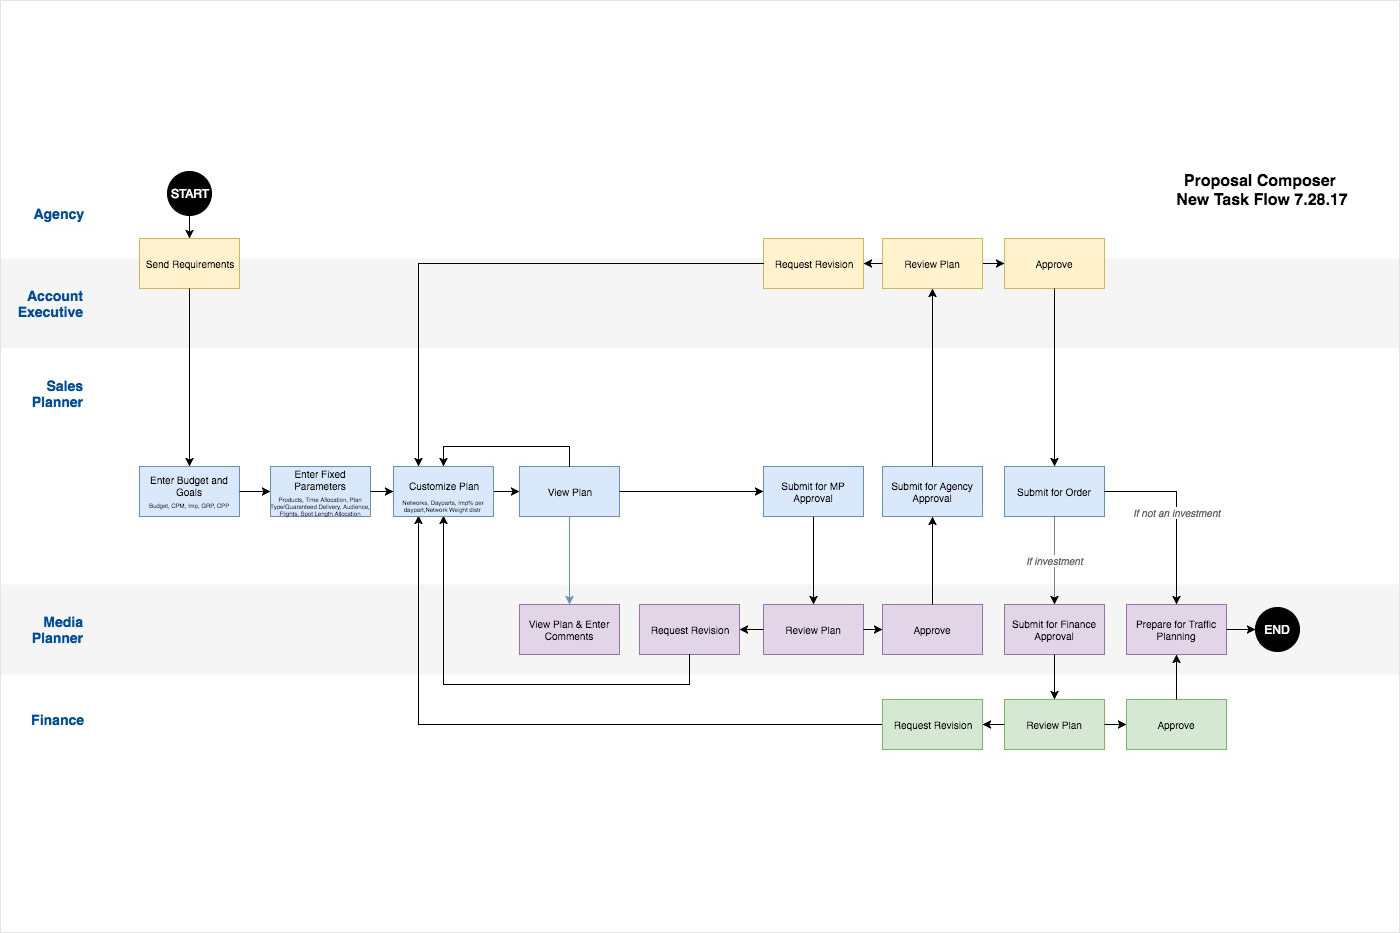 START
Proposal Composer
New Task Flow 7.28.17
Agency
Send Requirements
Request Revision
Review Plan
Approve
Account
Executive
Sales
Planner
Enter Budget and
Goals
Budget, CPM, Imp, GRP, CPP
Enter Fixed
Parameters
Products, Time Allocation, Plan
Type/Guaranteed Delivery, Audience,
Flights, Spot Length Allocation
Customize Plan
Networks, Dayparts, Imp% per
daypart,Network Weight distr
View Plan
Submit for MP
Approval
Submit for Agency
Approval
Submit for Order
If not an investment
If investment
Media
Planner
View Plan & Enter
Comments
Request Revision
Review Plan
Approve
Submit for Finance
Approval
Prepare for Traffic
Planning
END
Finance
Request Revision
Review Plan
Approve